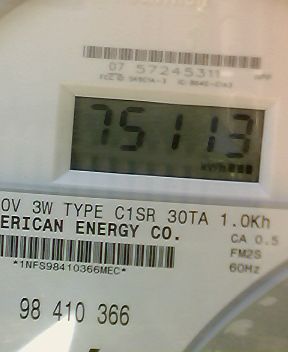 07 57245311
75113
0V 3W TYPE C1SR 30TA 1.0Kh
ERICAN ENERGY CO.
CA 0.5
FM2S
*1NFS98410366MEC*
60Hz
98 410 366